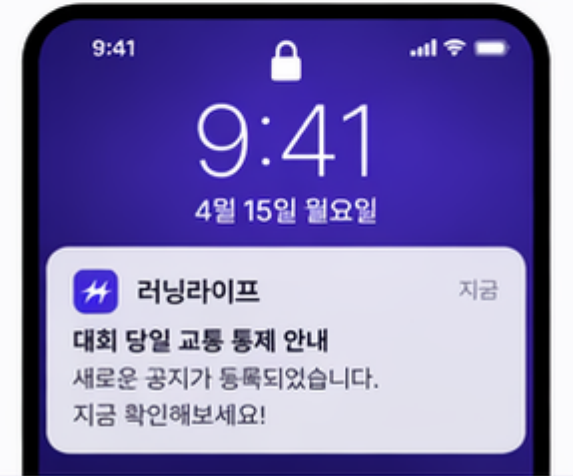 9:41
9:41
4월 15일 월요일
러닝라이프 지금
대회 당일 교통 통제 안내
새로운 공지가 등록되었습니다.
지금 확인해보세요!